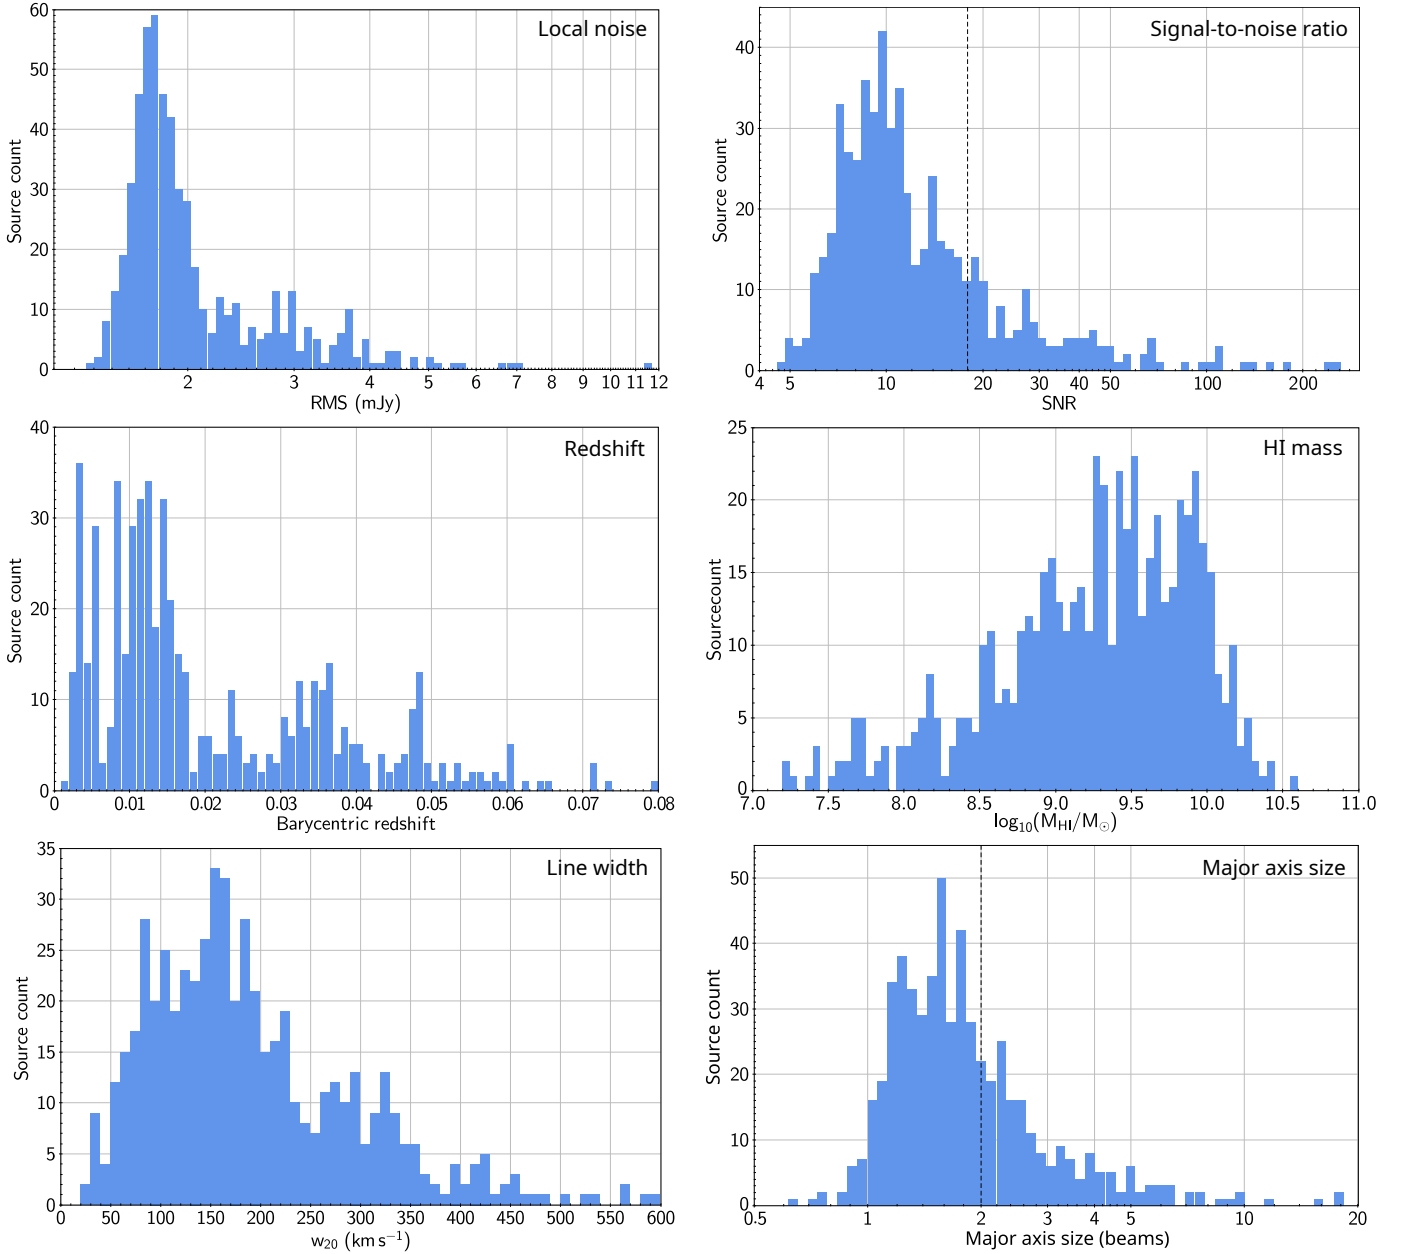 Local noise
60
50
40
30
20
10
0
Source count
2 3 4 5 6 7 8 9 10 11 12
RMS (mJy)
Signal-to-noise ratio
40
30
20
10
0
Source count
4 5 10 20 30 40 50 100 200
SNR
Redshift
40
30
20
10
0
Source count
0 0.01 0.02 0.03 0.04 0.05 0.06 0.07 0.08
Barycentric redshift
HI mass
25
20
15
10
5
0
Sourcecount
7.0 7.5 8.0 8.5 9.0 9.5 10.0 10.5 11.0
log₁₀(M_HI/M_☉)
Line width
35
30
25
20
15
10
5
0
Source count
0 50 100 150 200 250 300 350 400 450 500 550 600
w₂₀ (km s⁻¹)
Major axis size
50
40
30
20
10
0
Source count
0.5 1 2 3 4 5 10 20
Major axis size (beams)